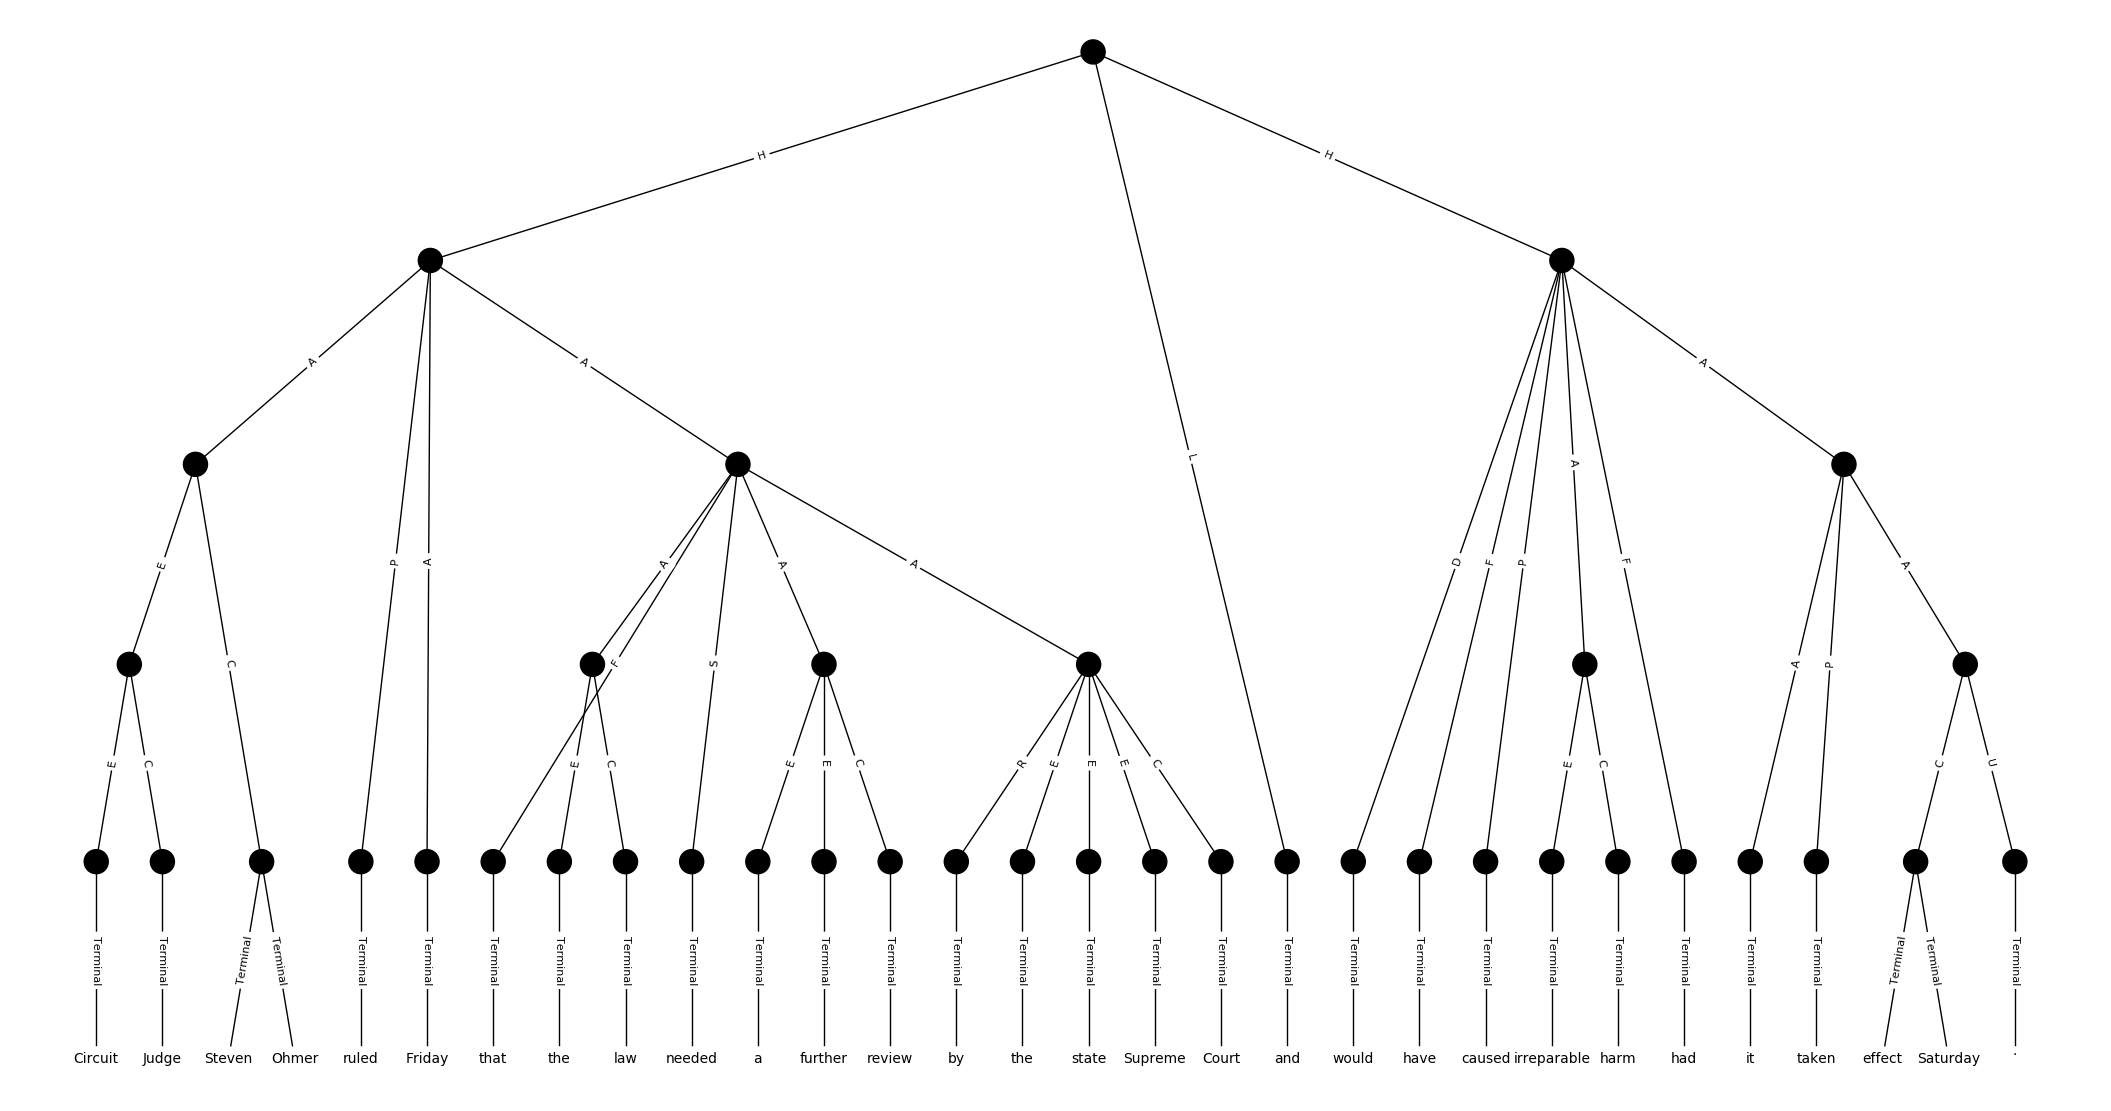 H H
A A L A
E C P A A F S A A D F P A F A P A
E C E C E E C R E E E C E C C U
Terminal Terminal Terminal Terminal Terminal Terminal Terminal Terminal Terminal Terminal Terminal Terminal Terminal Terminal Terminal Terminal Terminal Terminal Terminal Terminal Terminal Terminal Terminal Terminal Terminal Terminal Terminal Terminal Terminal Terminal
Circuit Judge Steven Ohmer ruled Friday that the law needed a further review by the state Supreme Court and would have caused irreparable harm had it taken effect Saturday .